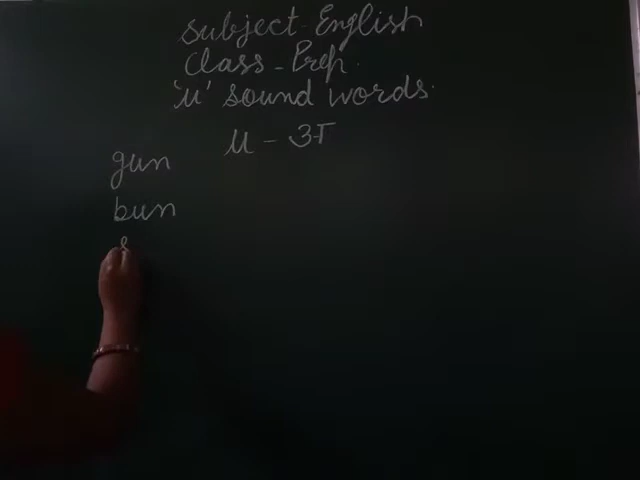 Subject-English
Class-Prep.
'u' sound words.
u - अ
gun
bun
s